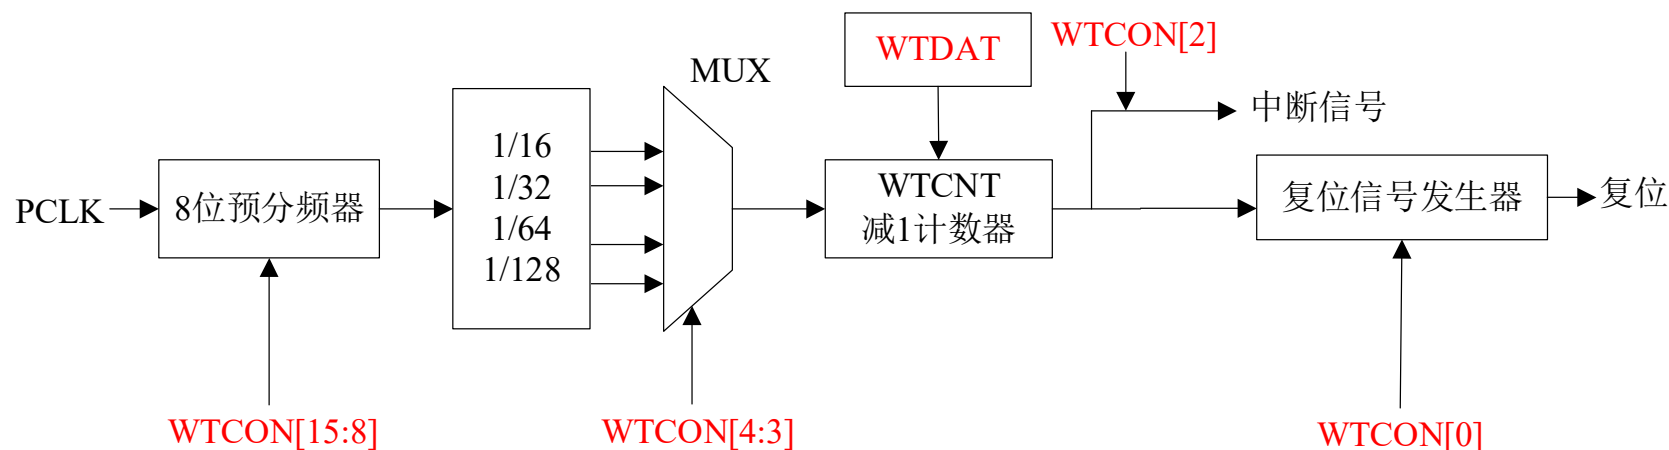 PCLK
8位预分频器
WTCON[15:8]
1/16
1/32
1/64
1/128
MUX
WTCON[4:3]
WTDAT
WTCNT
减1计数器
WTCON[2]
中断信号
复位信号发生器
WTCON[0]
复位